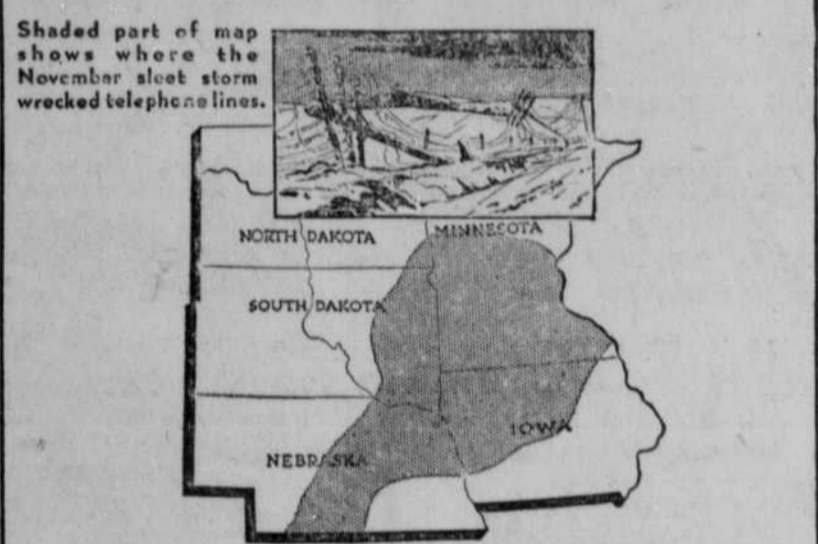 Shaded part of map
shows where the
November sleet storm
wrecked telephone lines.
NORTH DAKOTA
MINNESOTA
SOUTH DAKOTA
IOWA
NEBRASKA